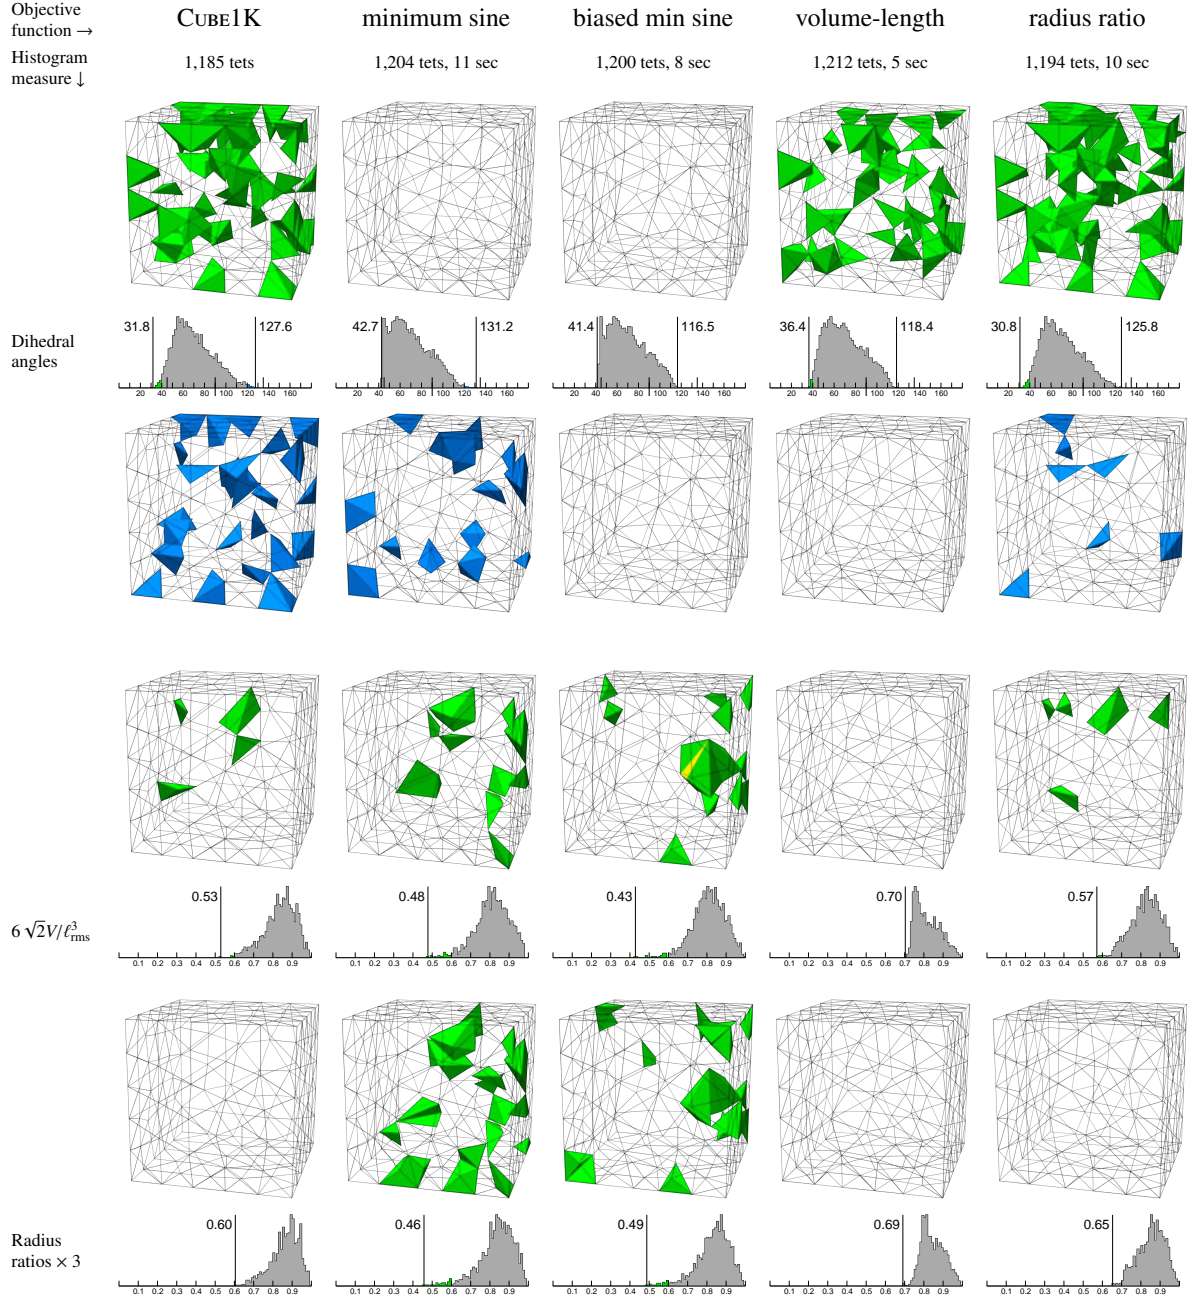 Objective function → CUBE1K minimum sine biased min sine volume-length radius ratio
Histogram measure ↓ 1,185 tets 1,204 tets, 11 sec 1,200 tets, 8 sec 1,212 tets, 5 sec 1,194 tets, 10 sec
31.8 127.6 42.7 131.2 41.4 116.5 36.4 118.4 30.8 125.8
Dihedral angles
20 40 60 80 100 120 140 160 20 40 60 80 100 120 140 160 20 40 60 80 100 120 140 160 20 40 60 80 100 120 140 160 20 40 60 80 100 120 140 160
0.53 0.48 0.43 0.70 0.57
6 √2V/ℓ³rms
0.1 0.2 0.3 0.4 0.5 0.6 0.7 0.8 0.9 0.1 0.2 0.3 0.4 0.5 0.6 0.7 0.8 0.9 0.1 0.2 0.3 0.4 0.5 0.6 0.7 0.8 0.9 0.1 0.2 0.3 0.4 0.5 0.6 0.7 0.8 0.9 0.1 0.2 0.3 0.4 0.5 0.6 0.7 0.8 0.9
0.60 0.46 0.49 0.69 0.65
Radius ratios × 3
0.1 0.2 0.3 0.4 0.5 0.6 0.7 0.8 0.9 0.1 0.2 0.3 0.4 0.5 0.6 0.7 0.8 0.9 0.1 0.2 0.3 0.4 0.5 0.6 0.7 0.8 0.9 0.1 0.2 0.3 0.4 0.5 0.6 0.7 0.8 0.9 0.1 0.2 0.3 0.4 0.5 0.6 0.7 0.8 0.9